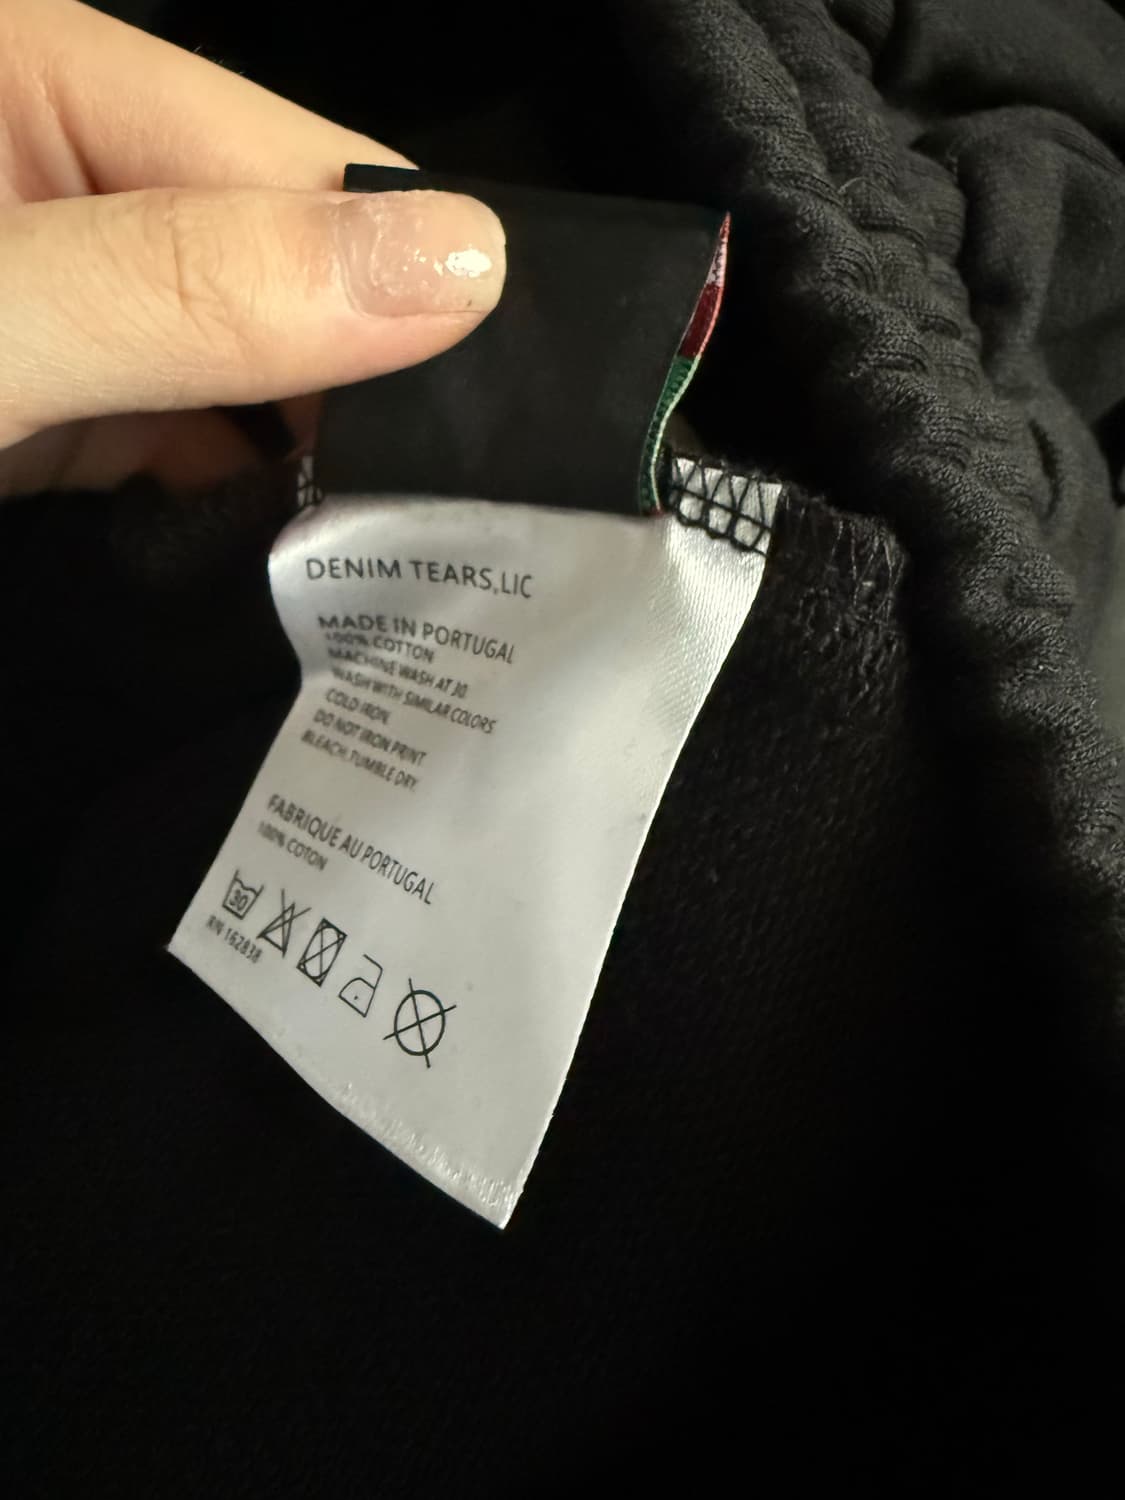 DENIM TEARS,LIC
MADE IN PORTUGAL
100% COTTON
MACHINE WASH AT 30
WASH WITH SIMILAR COLORS
COLD IRON
DO NOT IRON PRINT
BLEACH, TUMBLE DRY
FABRIQUE AU PORTUGAL
100% COTON
30
RN 162838